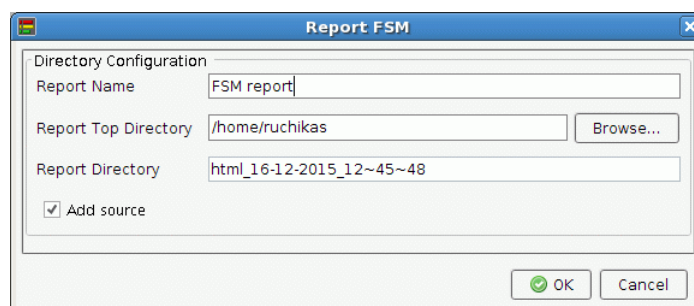 Report FSM
Directory Configuration
Report Name FSM report
Report Top Directory /home/ruchikas Browse...
Report Directory html_16-12-2015_12~45~48
Add source
OK Cancel